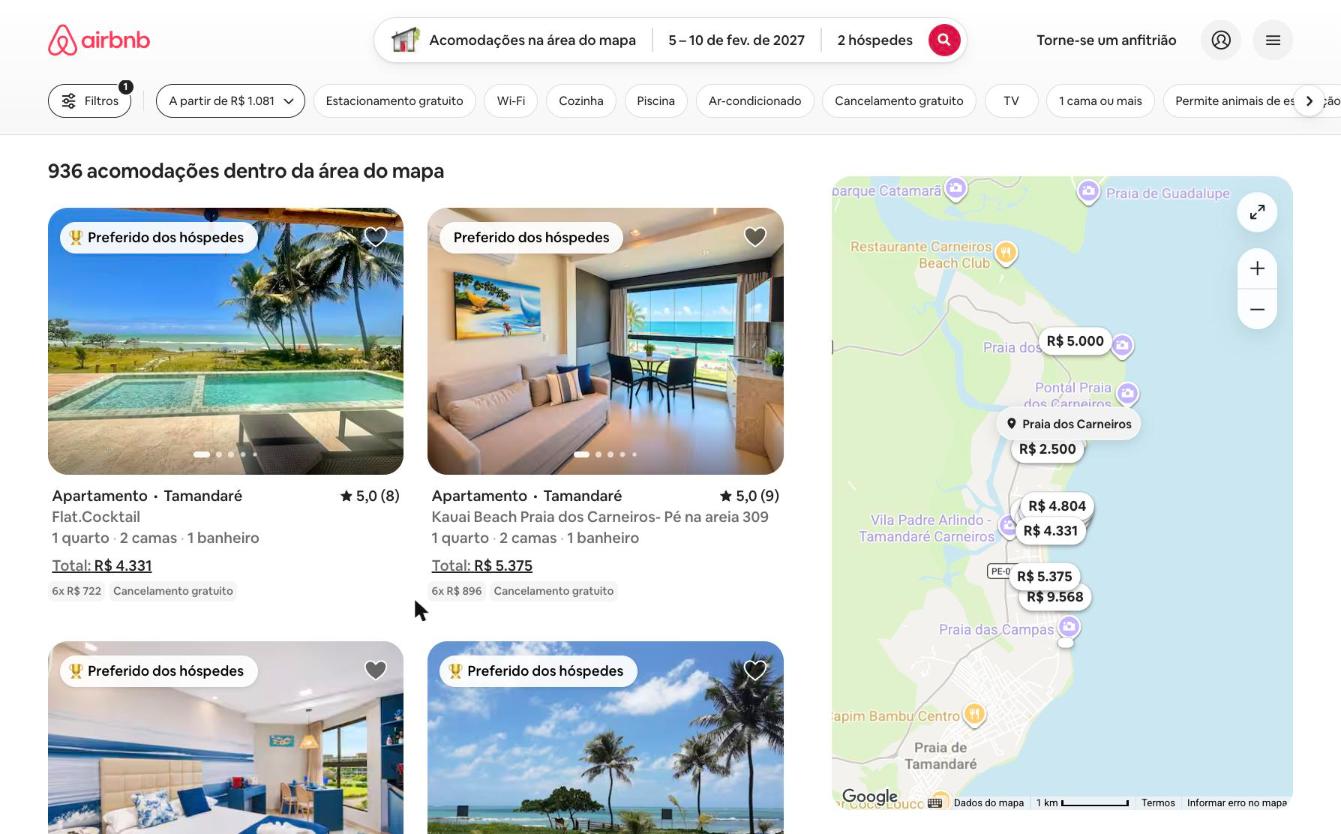 airbnb
Acomodações na área do mapa
5 – 10 de fev. de 2027
2 hóspedes
Torne-se um anfitrião
Filtros
1
A partir de R$ 1.081
Estacionamento gratuito
Wi-Fi
Cozinha
Piscina
Ar-condicionado
Cancelamento gratuito
TV
1 cama ou mais
Permite animais de
936 acomodações dentro da área do mapa
Preferido dos hóspedes
Apartamento · Tamandaré
5,0 (8)
Flat.Cocktail
1 quarto · 2 camas · 1 banheiro
Total: R$ 4.331
6x R$ 722
Cancelamento gratuito
Preferido dos hóspedes
Apartamento · Tamandaré
5,0 (9)
Kauai Beach Praia dos Carneiros- Pé na areia 309
1 quarto · 2 camas · 1 banheiro
Total: R$ 5.375
6x R$ 896
Cancelamento gratuito
Preferido dos hóspedes
Preferido dos hóspedes
parque Catamarã
Praia de Guadalupe
Restaurante Carneiros
Beach Club
Praia dos
R$ 5.000
Pontal Praia
dos Carneiros
Praia dos Carneiros
R$ 2.500
R$ 4.804
Vila Padre Arlindo -
Tamandaré Carneiros
R$ 4.331
PE-0
R$ 5.375
R$ 9.568
Praia das Campas
Capim Bambu Centro
Praia de
Tamandaré
Google
Dados do mapa
1 km
Termos
Informar erro no mapa